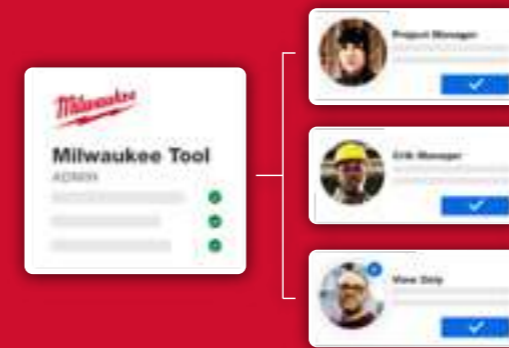 Milwaukee
Milwaukee Tool
ADMIN
Project Manager
Crib Manager
View Only